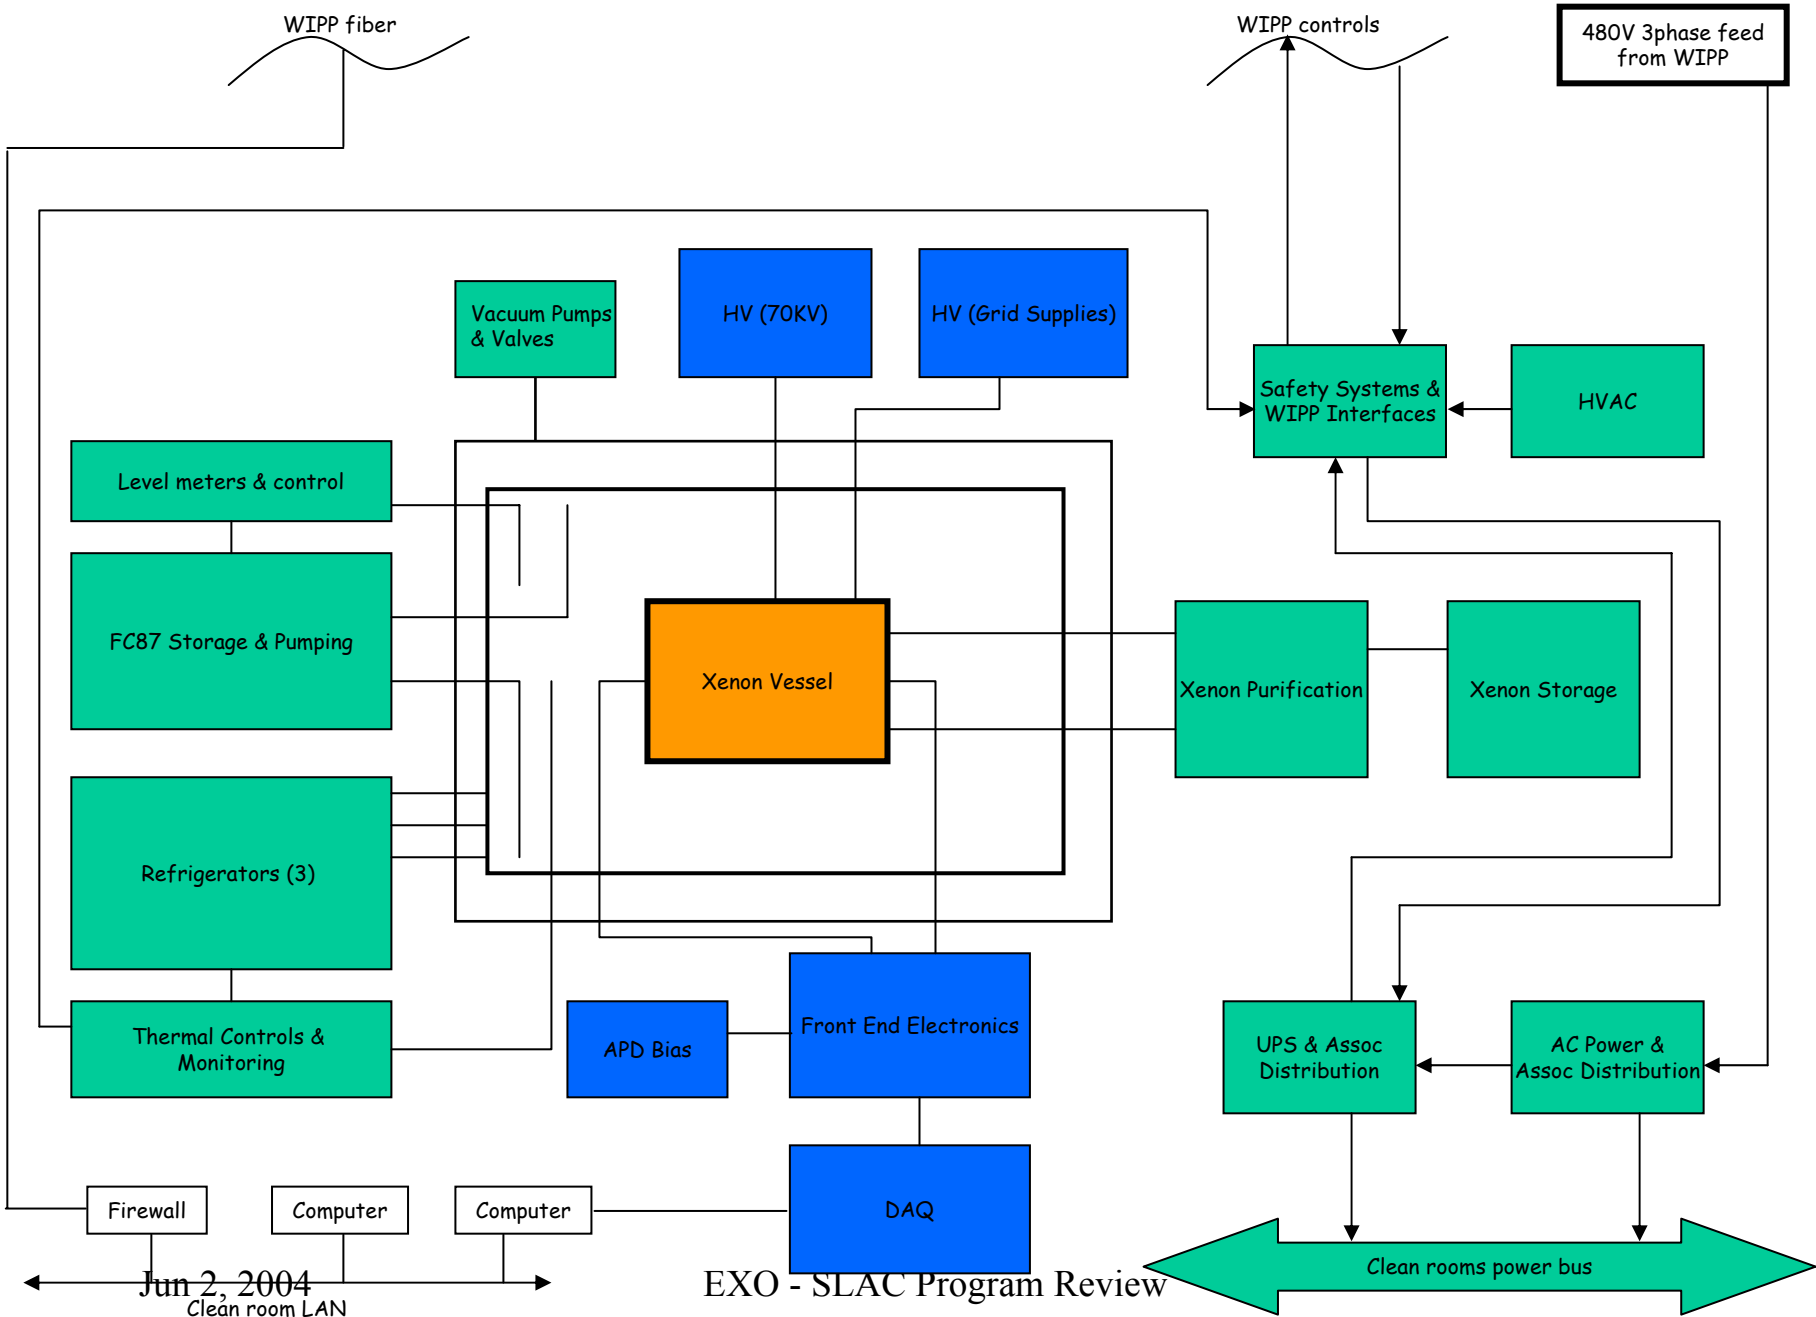 WIPP fiber
WIPP controls
480V 3phase feed
from WIPP
Vacuum Pumps
& Valves
HV (70KV)
HV (Grid Supplies)
Safety Systems &
WIPP Interfaces
HVAC
Level meters & control
FC87 Storage & Pumping
Xenon Vessel
Xenon Purification
Xenon Storage
Refrigerators (3)
Thermal Controls &
Monitoring
APD Bias
Front End Electronics
UPS & Assoc
Distribution
AC Power &
Assoc Distribution
Firewall
Computer
Computer
DAQ
Clean rooms power bus
Jun 2, 2004
EXO - SLAC Program Review
Clean room LAN